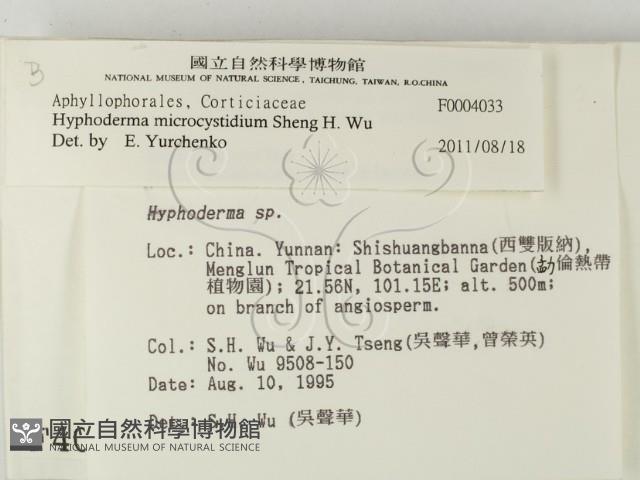 B
國立自然科學博物館
NATIONAL MUSEUM OF NATURAL SCIENCE, TAICHUNG, TAIWAN, R.O.CHINA
Aphyllophorales, Corticiaceae F0004033
Hyphoderma microcystidium Sheng H. Wu
Det. by E. Yurchenko 2011/08/18
Hyphoderma sp.
Loc.: China. Yunnan: Shishuangbanna(西雙版納),
Menglun Tropical Botanical Garden(勐倫熱帶
植物園); 21.56N, 101.15E; alt. 500m;
on branch of angiosperm.
Col.: S.H. Wu & J.Y. Tseng(吳聲華,曾榮英)
No. Wu 9508-150
Date: Aug. 10, 1995
Det.: S.H. Wu (吳聲華)
國立自然科學博物館
NATIONAL MUSEUM OF NATURAL SCIENCE